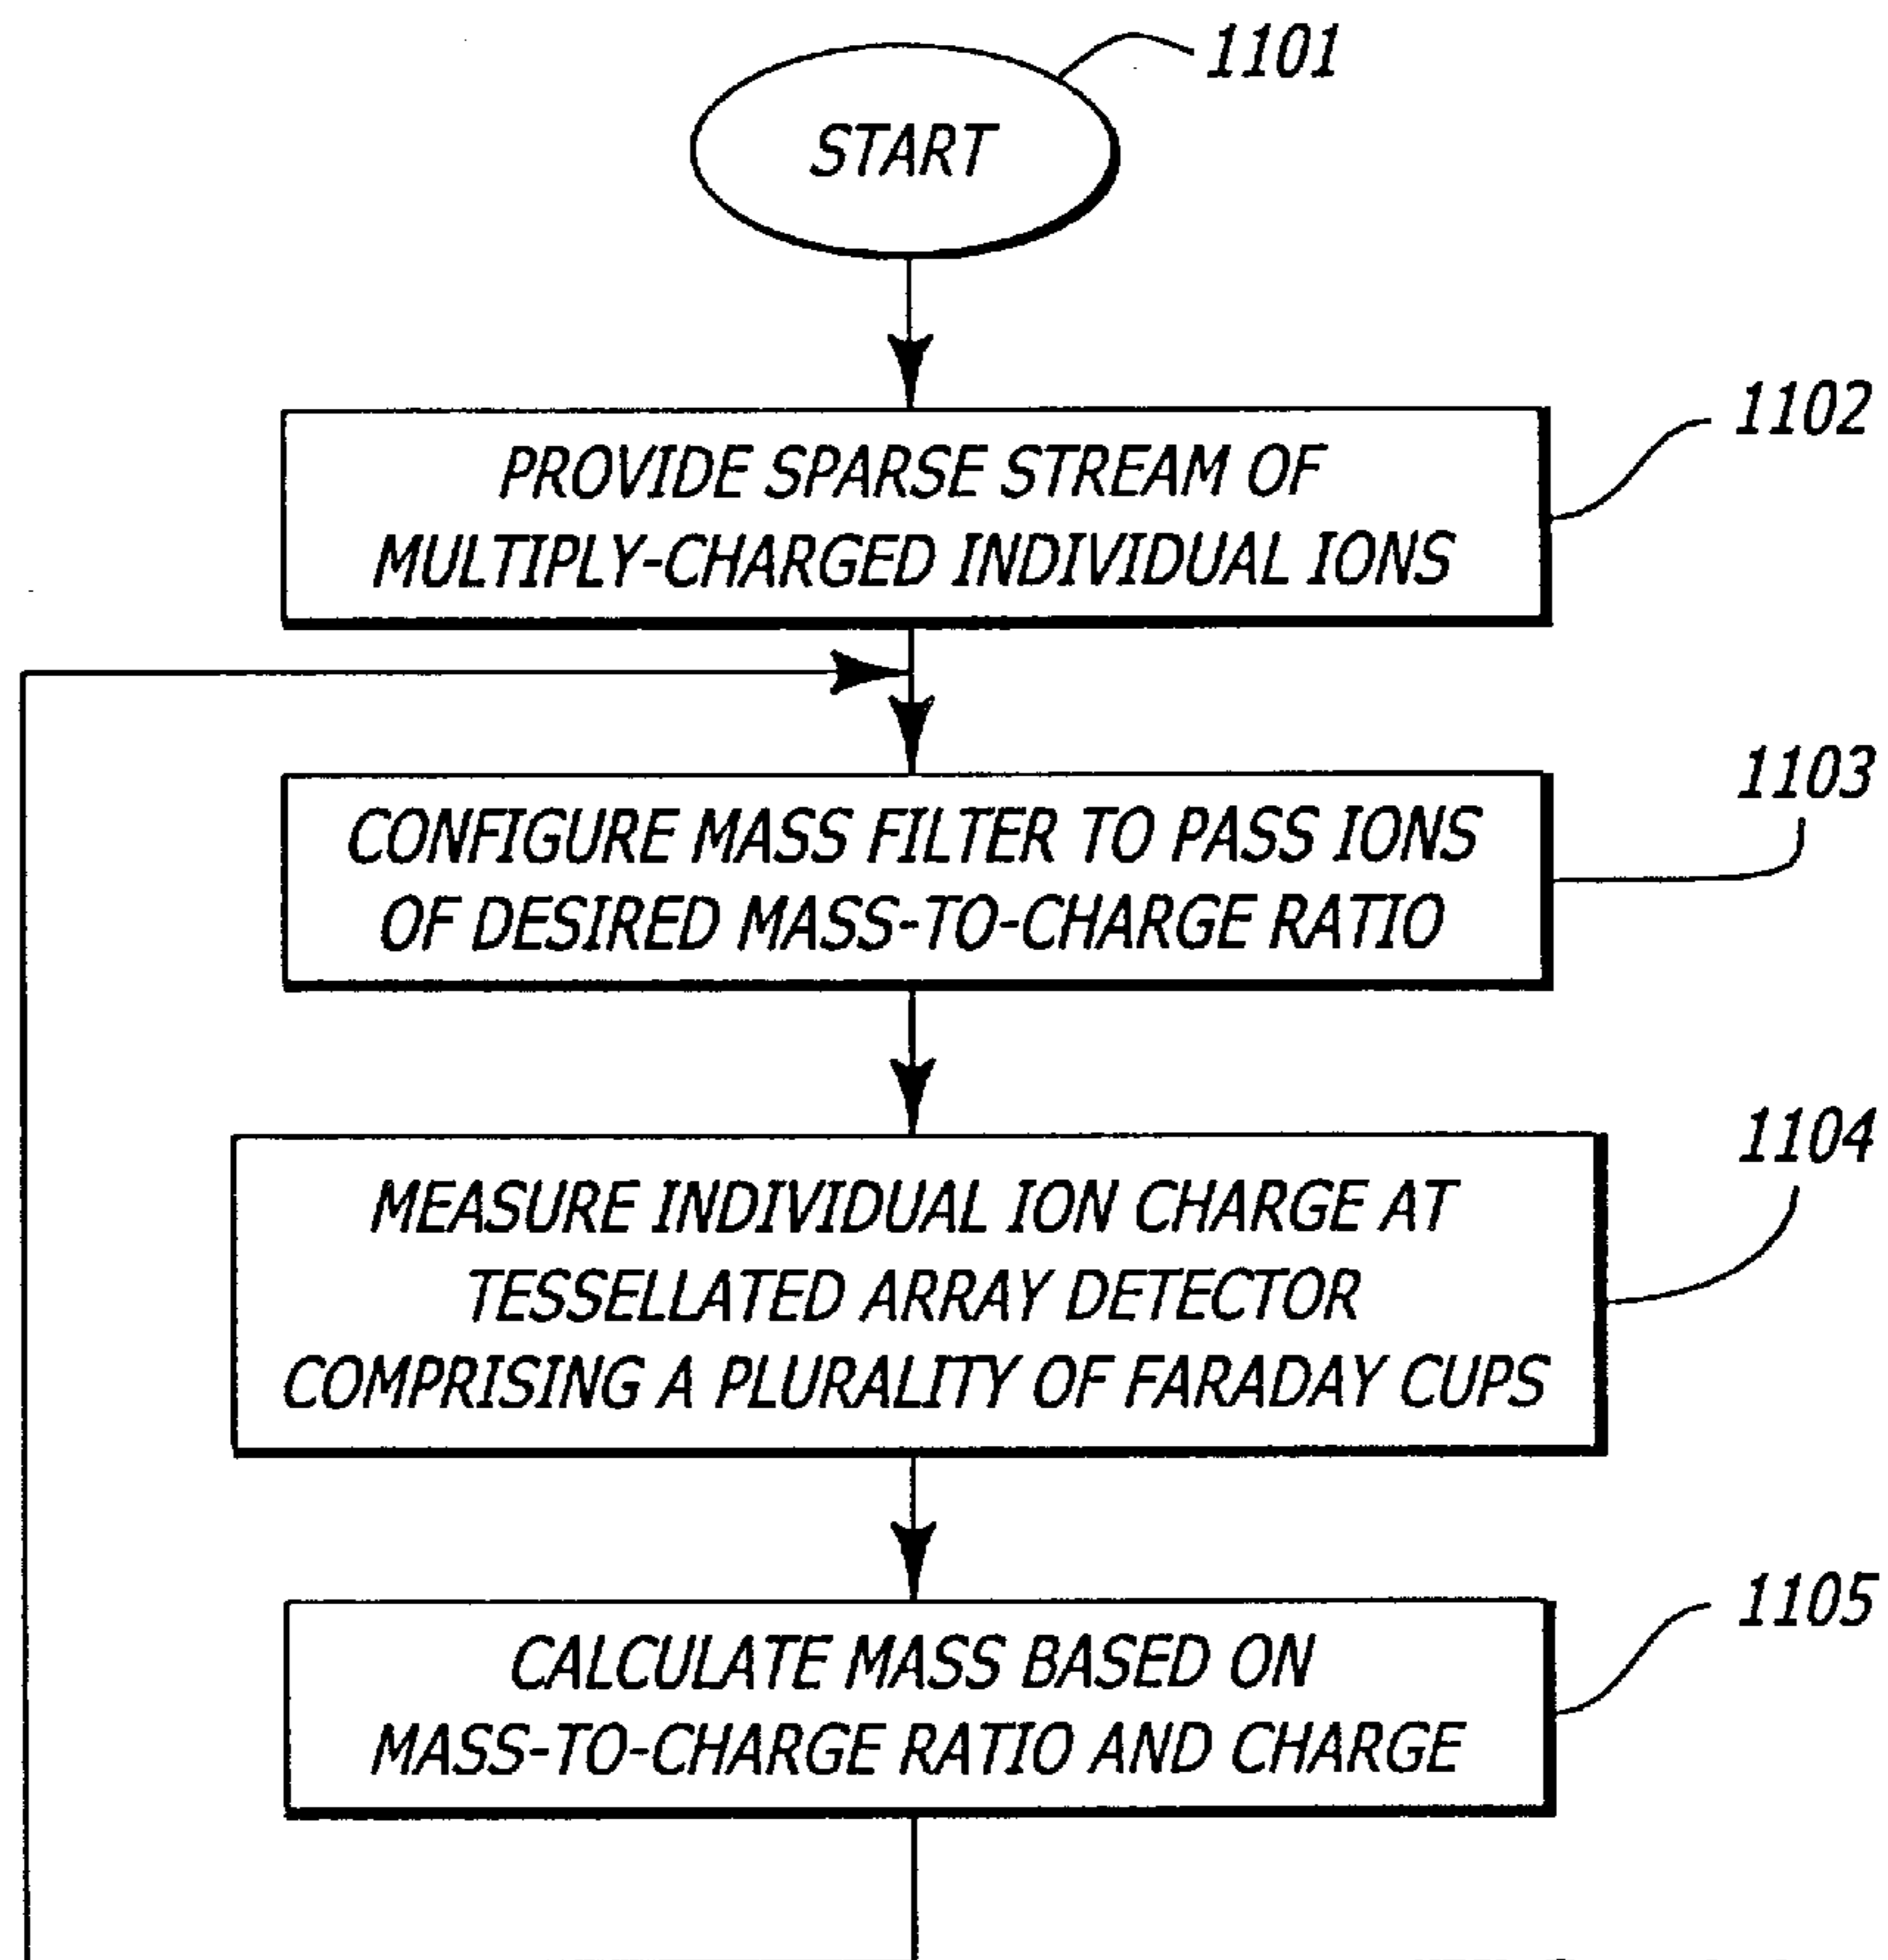 1101
START
1102
PROVIDE SPARSE STREAM OF
MULTIPLY-CHARGED INDIVIDUAL IONS
1103
CONFIGURE MASS FILTER TO PASS IONS
OF DESIRED MASS-TO-CHARGE RATIO
1104
MEASURE INDIVIDUAL ION CHARGE AT
TESSELLATED ARRAY DETECTOR
COMPRISING A PLURALITY OF FARADAY CUPS
1105
CALCULATE MASS BASED ON
MASS-TO-CHARGE RATIO AND CHARGE